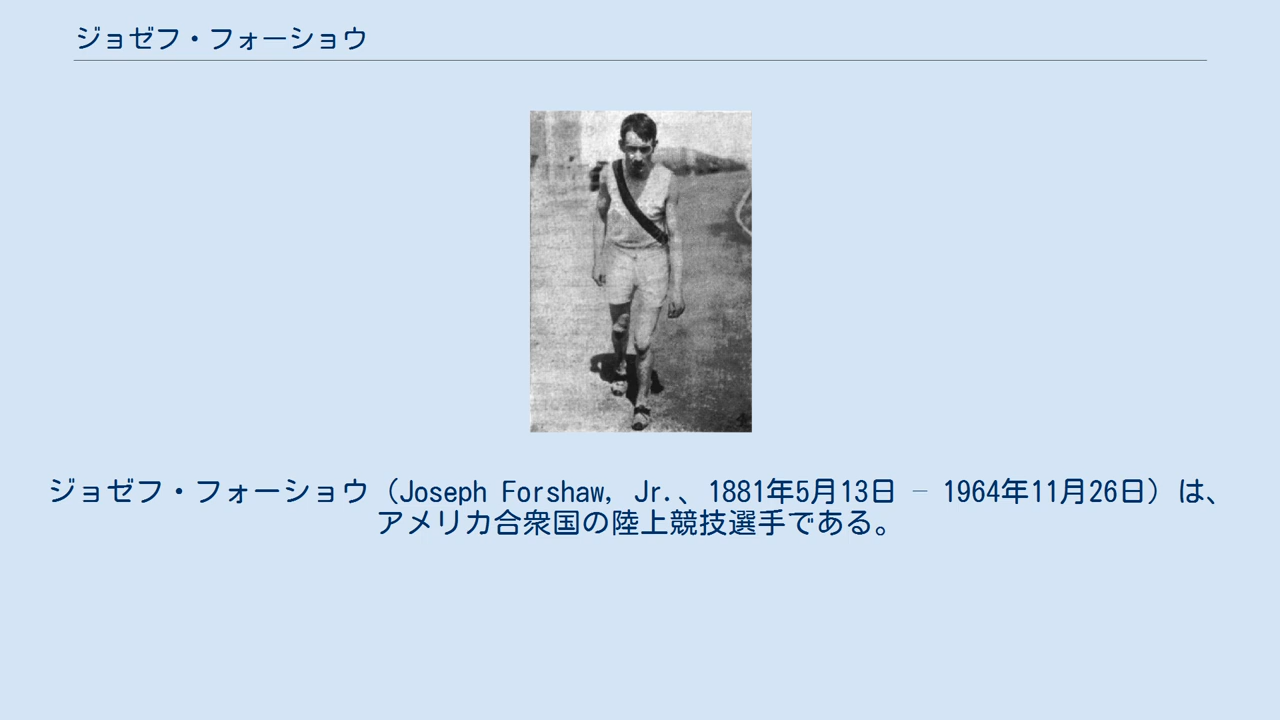 ジョゼフ・フォーショウ
ジョゼフ・フォーショウ（Joseph Forshaw, Jr.、1881年5月13日 – 1964年11月26日）は、
アメリカ合衆国の陸上競技選手である。